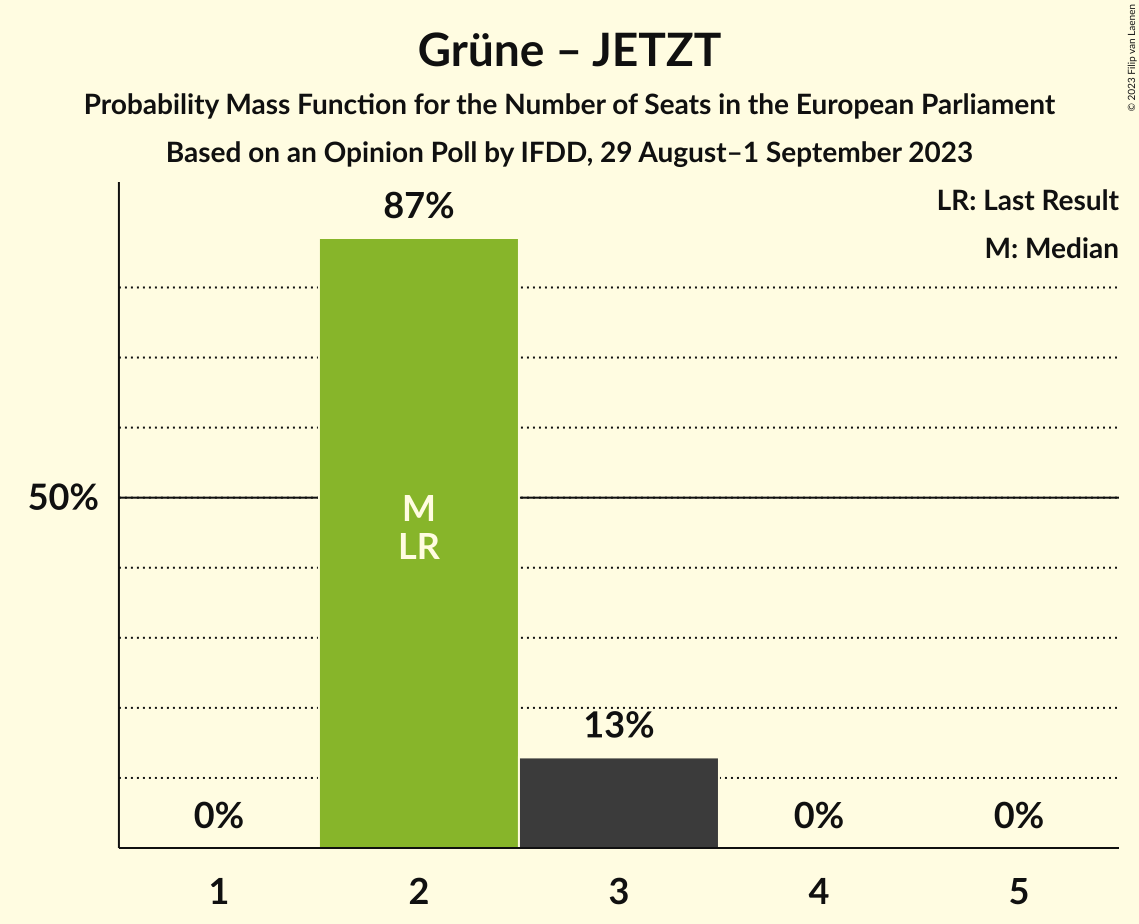 Grüne – JETZT
Probability Mass Function for the Number of Seats in the European Parliament
Based on an Opinion Poll by IFDD, 29 August–1 September 2023
© 2023 Filip van Laenen
LR: Last Result
M: Median
87%
50%
M
LR
13%
0%
0%
0%
1
2
3
4
5